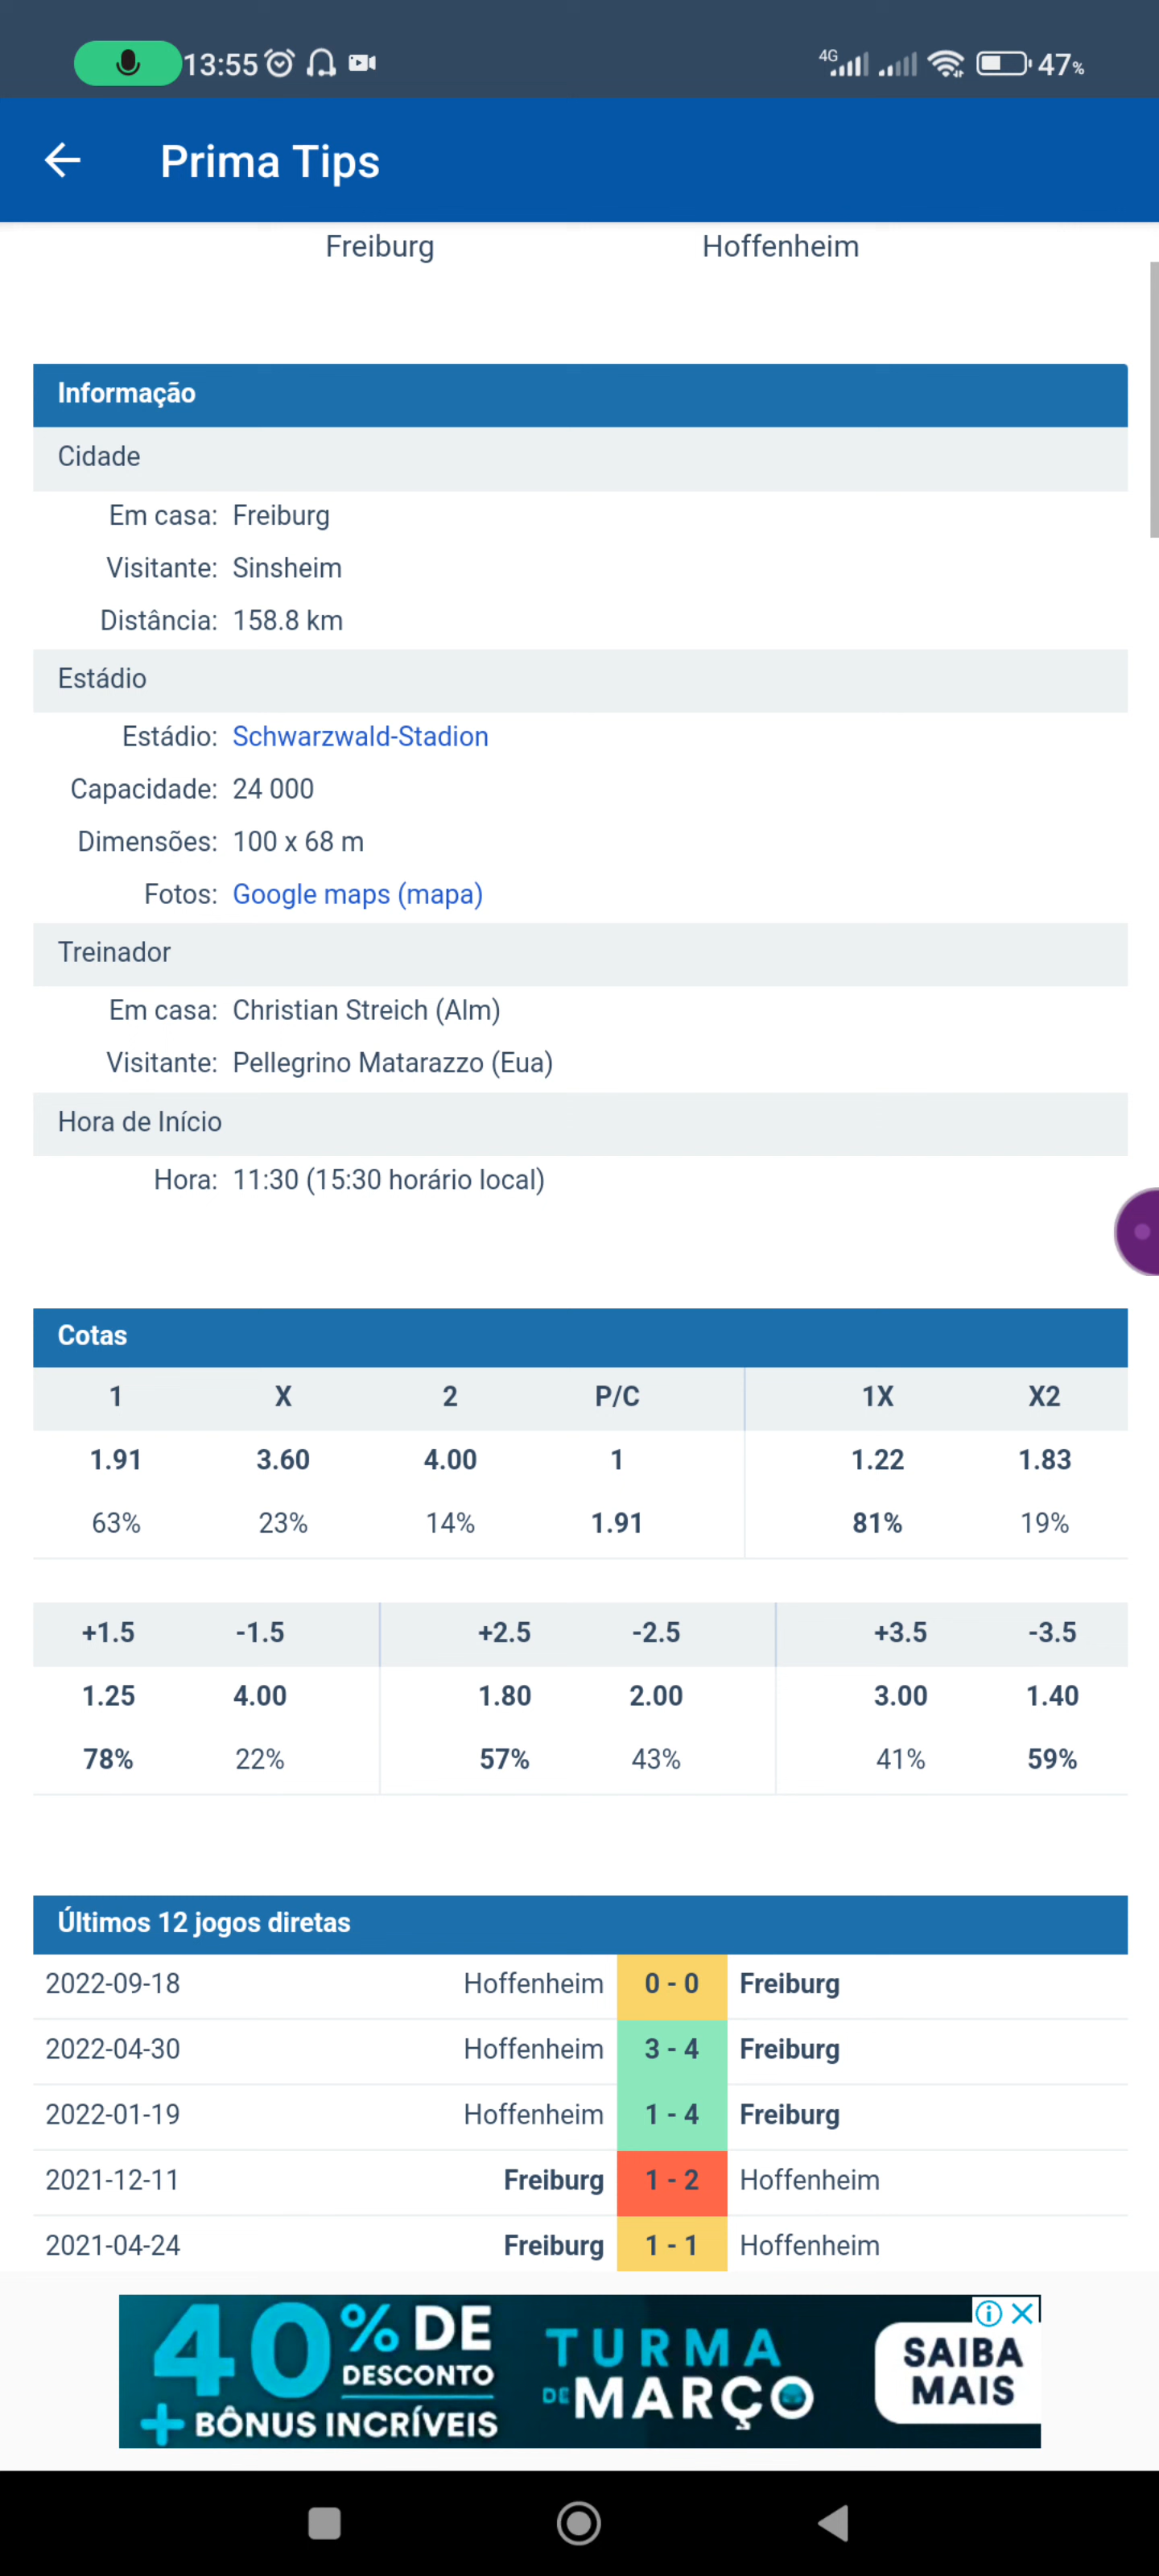 13:55
4G
47%
Prima Tips
Freiburg Hoffenheim
Informação
Cidade
Em casa: Freiburg
Visitante: Sinsheim
Distância: 158.8 km
Estádio
Estádio: Schwarzwald-Stadion
Capacidade: 24 000
Dimensões: 100 x 68 m
Fotos: Google maps (mapa)
Treinador
Em casa: Christian Streich (Alm)
Visitante: Pellegrino Matarazzo (Eua)
Hora de Início
Hora: 11:30 (15:30 horário local)
Cotas
1 X 2 P/C 1X X2
1.91 3.60 4.00 1 1.22 1.83
63% 23% 14% 1.91 81% 19%
+1.5 -1.5 +2.5 -2.5 +3.5 -3.5
1.25 4.00 1.80 2.00 3.00 1.40
78% 22% 57% 43% 41% 59%
Últimos 12 jogos diretas
2022-09-18 Hoffenheim 0 - 0 Freiburg
2022-04-30 Hoffenheim 3 - 4 Freiburg
2022-01-19 Hoffenheim 1 - 4 Freiburg
2021-12-11 Freiburg 1 - 2 Hoffenheim
2021-04-24 Freiburg 1 - 1 Hoffenheim
40% DE
DESCONTO
+ BÔNUS INCRÍVEIS
TURMA
DE MARÇO
SAIBA
MAIS